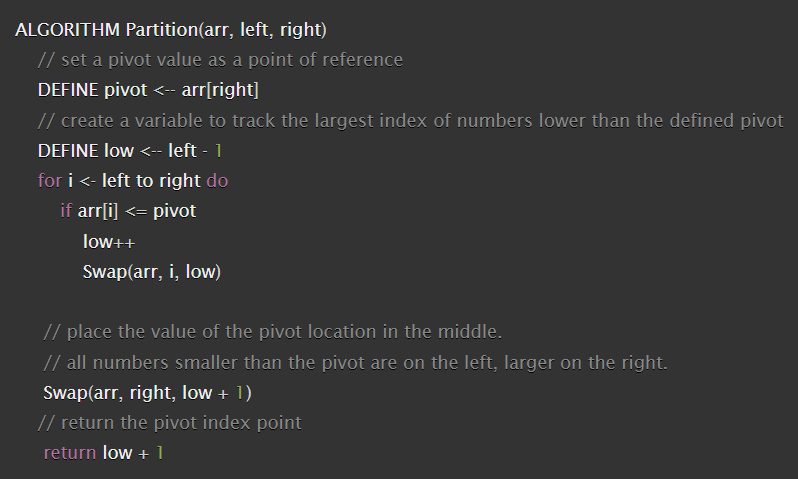 ALGORITHM Partition(arr, left, right)
// set a pivot value as a point of reference
DEFINE pivot <-- arr[right]
// create a variable to track the largest index of numbers lower than the defined pivot
DEFINE low <-- left - 1
for i <- left to right do
if arr[i] <= pivot
low++
Swap(arr, i, low)
// place the value of the pivot location in the middle.
// all numbers smaller than the pivot are on the left, larger on the right.
Swap(arr, right, low + 1)
// return the pivot index point
return low + 1